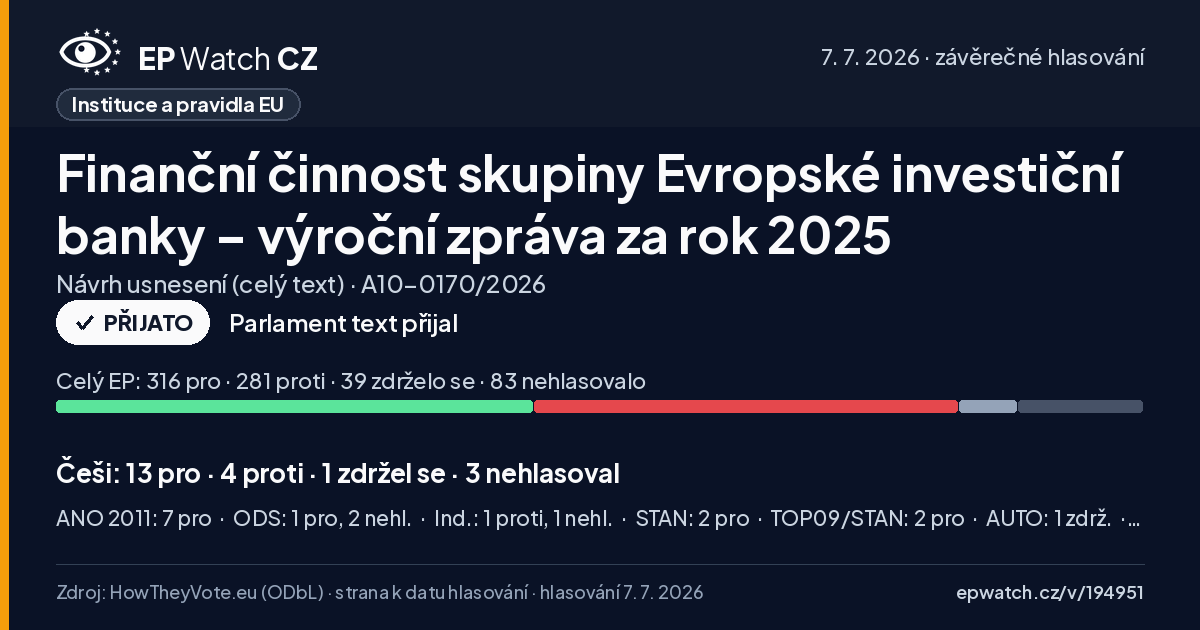 EP Watch CZ
7. 7. 2026 · závěrečné hlasování
Instituce a pravidla EU
Finanční činnost skupiny Evropské investiční
banky – výroční zpráva za rok 2025
Návrh usnesení (celý text) · A10–0170/2026
✓ PŘIJATO
Parlament text přijal
Celý EP: 316 pro · 281 proti · 39 zdrželo se · 83 nehlasovalo
Češi: 13 pro · 4 proti · 1 zdržel se · 3 nehlasoval
ANO 2011: 7 pro · ODS: 1 pro, 2 nehl. · Ind.: 1 proti, 1 nehl. · STAN: 2 pro · TOP09/STAN: 2 pro · AUTO: 1 zdrž. ·…
Zdroj: HowTheyVote.eu (ODbL) · strana k datu hlasování · hlasování 7. 7. 2026
epwatch.cz/v/194951